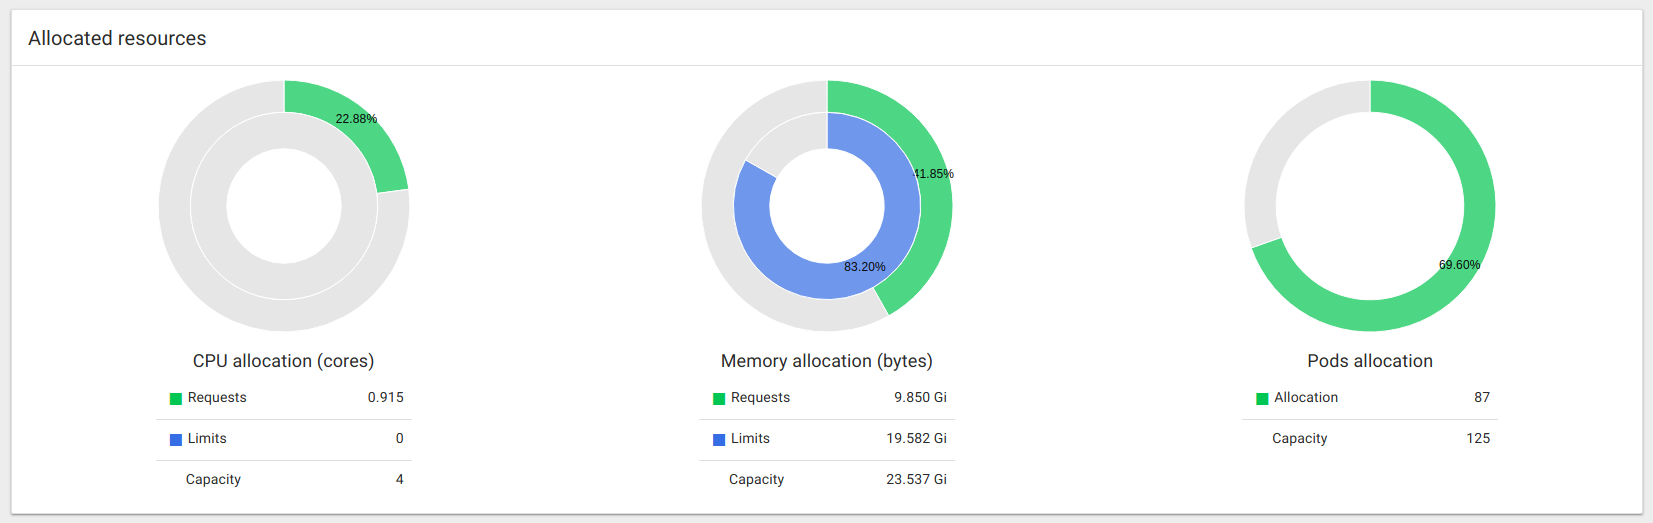 Allocated resources
22.88%
41.85%
83.20%
69.60%
CPU allocation (cores)
Requests 0.915
Limits 0
Capacity 4
Memory allocation (bytes)
Requests 9.850 Gi
Limits 19.582 Gi
Capacity 23.537 Gi
Pods allocation
Allocation 87
Capacity 125